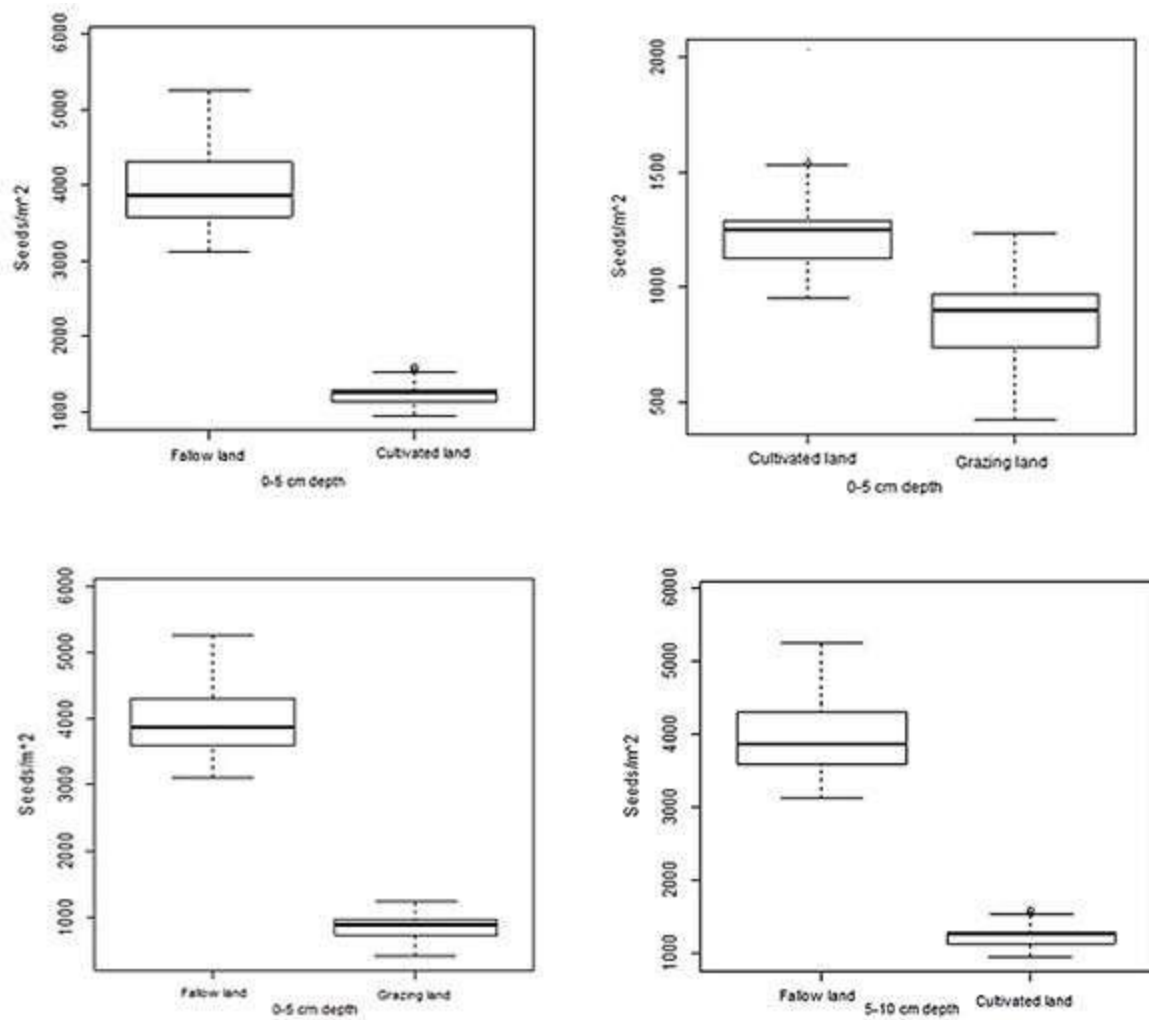 6000
5000
4000
3000
2000
1000
Seeds/m^2
Fallow land Cultivated land
0-5 cm depth
2000
1500
1000
500
Seeds/m^2
Cultivated land Grazing land
0-5 cm depth
6000
5000
4000
3000
2000
1000
Seeds/m^2
Fallow land Grazing land
0-5 cm depth
6000
5000
4000
3000
2000
1000
Seeds/m^2
Fallow land Cultivated land
5-10 cm depth